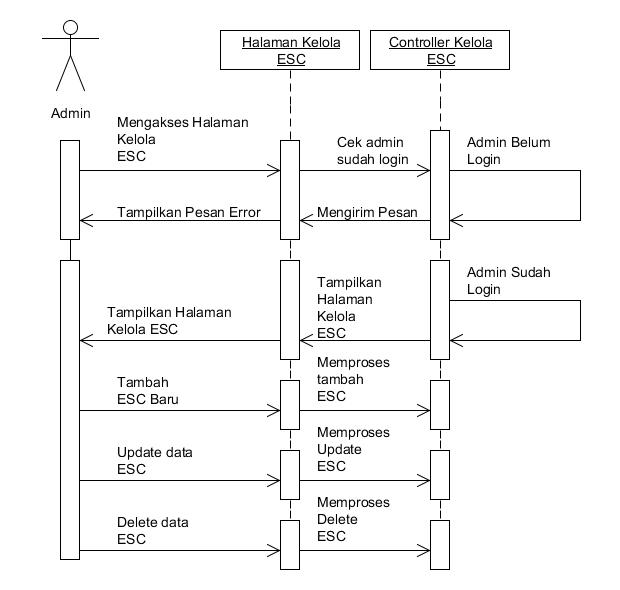 Halaman Kelola
ESC
Controller Kelola
ESC
Admin
Mengakses Halaman
Kelola
ESC
Cek admin
sudah login
Admin Belum
Login
Tampilkan Pesan Error
Mengirim Pesan
Admin Sudah
Login
Tampilkan
Halaman
Kelola
ESC
Tampilkan Halaman
Kelola ESC
Tambah
ESC Baru
Memproses
tambah
ESC
Update data
ESC
Memproses
Update
ESC
Delete data
ESC
Memproses
Delete
ESC